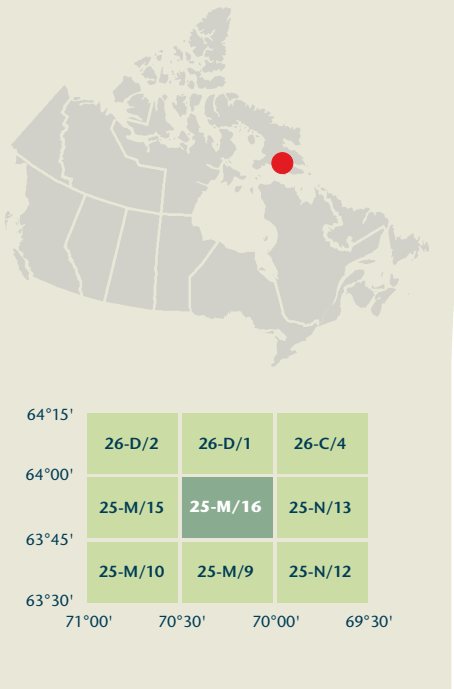 64°15'
26-D/2 26-D/1 26-C/4
64°00'
25-M/15 25-M/16 25-N/13
63°45'
25-M/10 25-M/9 25-N/12
63°30'
71°00' 70°30' 70°00' 69°30'